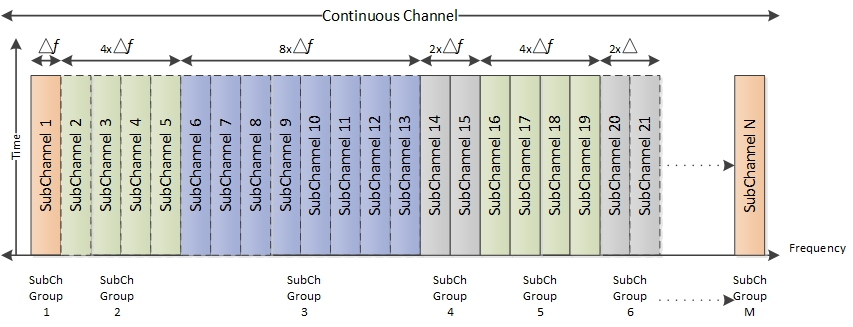 Continuous Channel
△f
4x△f
8x△f
2x△f
4x△f
2x△
Time
SubChannel 1
SubChannel 2
SubChannel 3
SubChannel 4
SubChannel 5
SubChannel 6
SubChannel 7
SubChannel 8
SubChannel 9
SubChannel 10
SubChannel 11
SubChannel 12
SubChannel 13
SubChannel 14
SubChannel 15
SubChannel 16
SubChannel 17
SubChannel 18
SubChannel 19
SubChannel 20
SubChannel 21
SubChannel N
Frequency
SubCh
Group
1
SubCh
Group
2
SubCh
Group
3
SubCh
Group
4
SubCh
Group
5
SubCh
Group
6
SubCh
Group
M